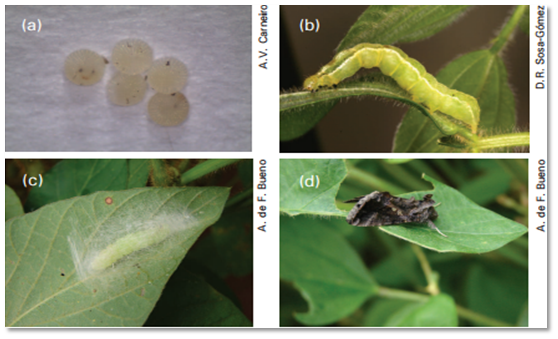 (a)
A.V. Carneiro
(b)
D.R. Sosa-Gómez
(c)
A. de F. Bueno
(d)
A. de F. Bueno